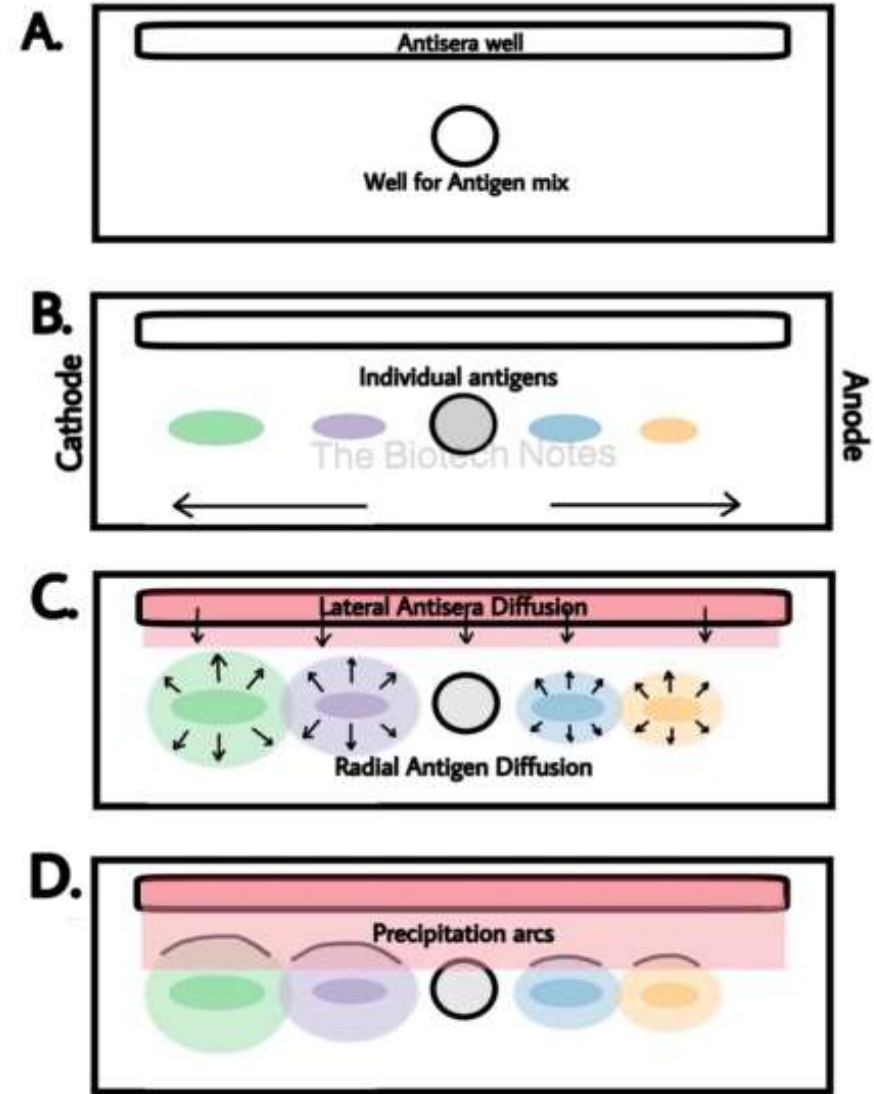 A.
Antisera well
Well for Antigen mix
B.
Cathode
Individual antigens
The Biotech Notes
Anode
C.
Lateral Antisera Diffusion
Radial Antigen Diffusion
D.
Precipitation arcs